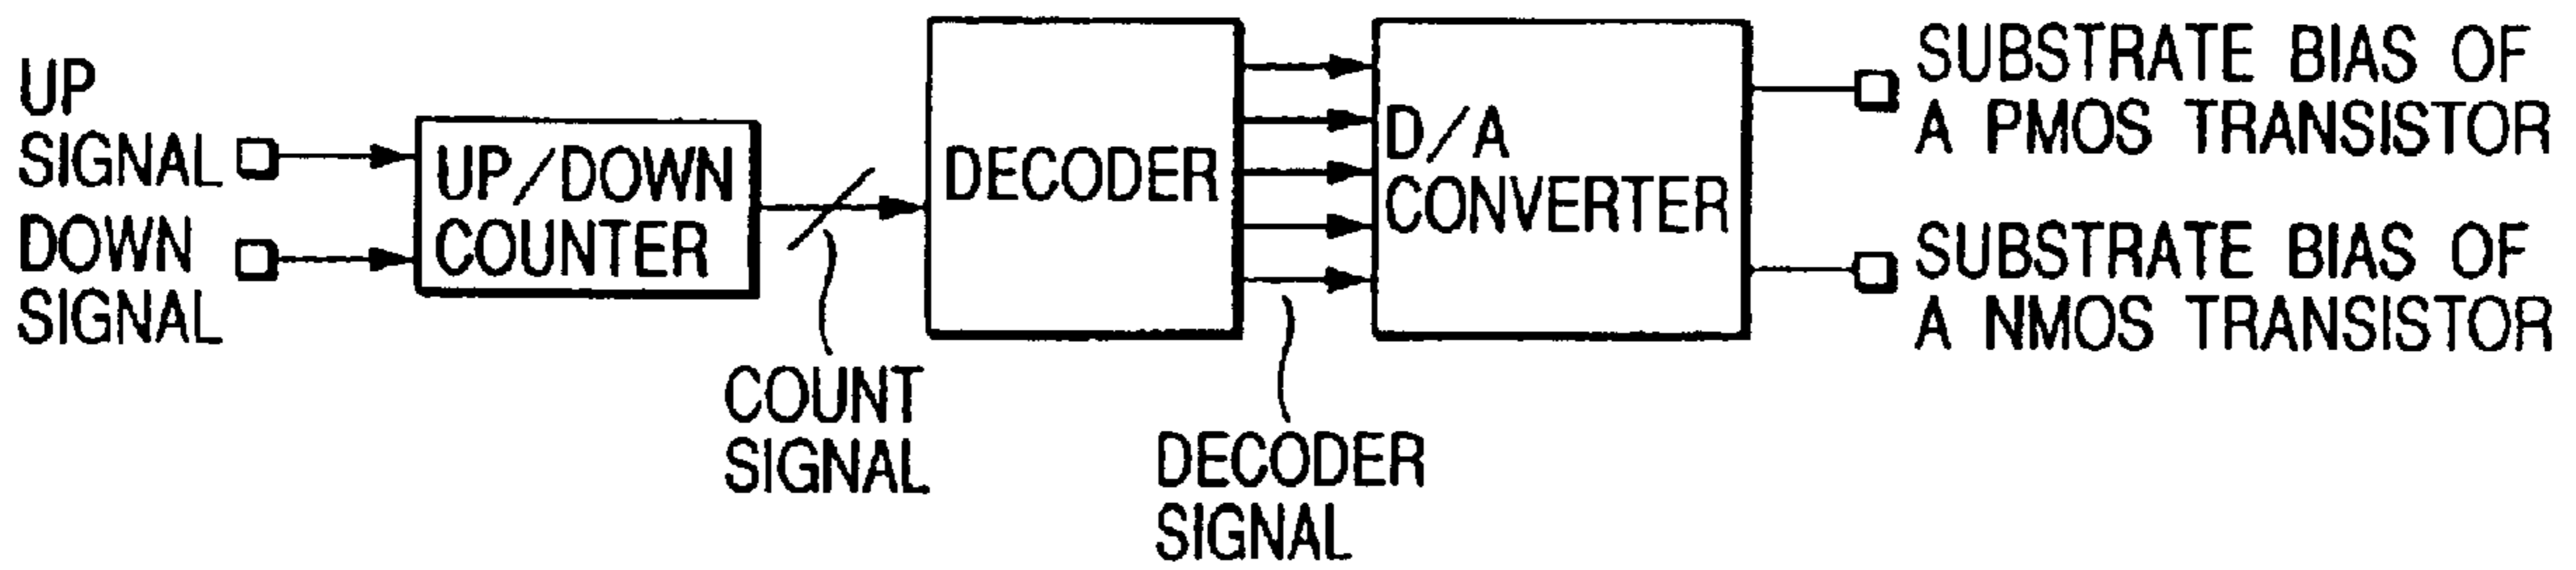 UP
SIGNAL
DOWN
SIGNAL
UP/DOWN
COUNTER
COUNT
SIGNAL
DECODER
DECODER
SIGNAL
D/A
CONVERTER
SUBSTRATE BIAS OF
A PMOS TRANSISTOR
SUBSTRATE BIAS OF
A NMOS TRANSISTOR